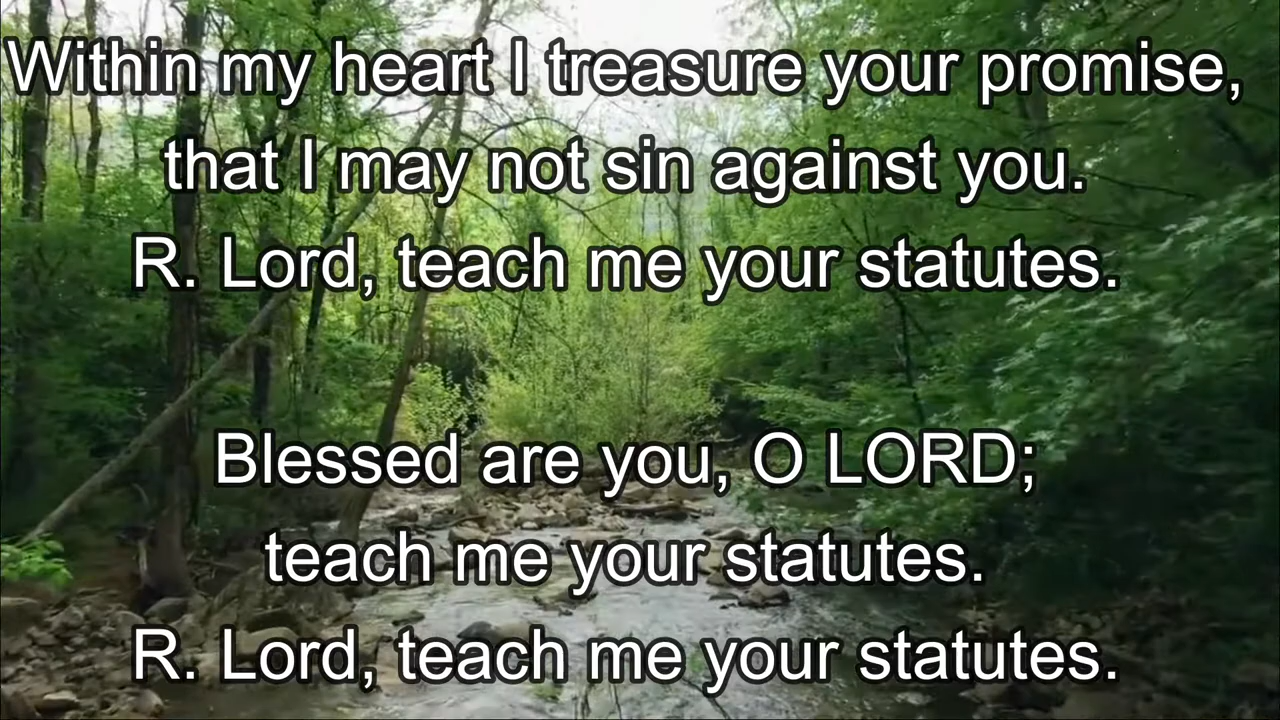 Within my heart I treasure your promise,
that I may not sin against you.
R. Lord, teach me your statutes.
Blessed are you, O LORD;
teach me your statutes.
R. Lord, teach me your statutes.